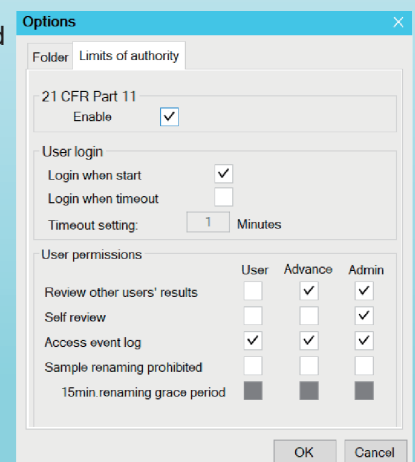 Options
Folder Limits of authority
21 CFR Part 11
Enable
User login
Login when start
Login when timeout
Timeout setting: 1 Minutes
User permissions
User Advance Admin
Review other users' results
Self review
Access event log
Sample renaming prohibited
15min.renaming grace period
OK Cancel